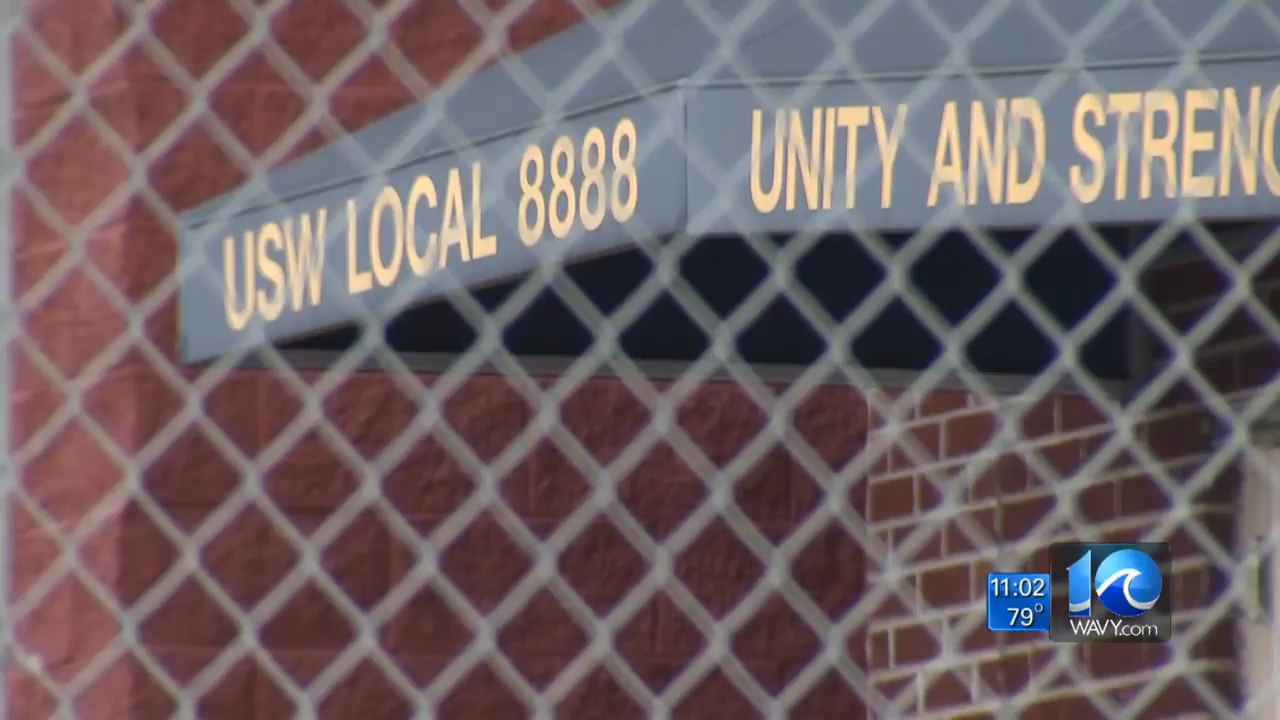 USW LOCAL 8888
UNITY AND STRENG
11:02
79°
10
WAVY.com